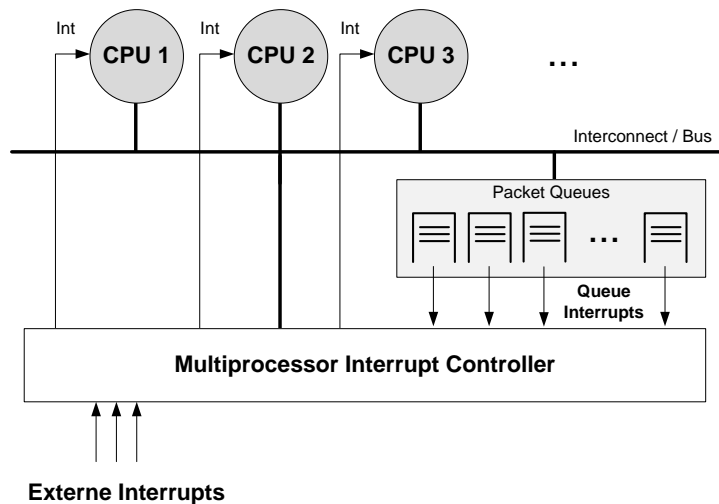 Int
Int
Int
CPU 1
CPU 2
CPU 3
...
Interconnect / Bus
Packet Queues
...
Queue
Interrupts
Multiprocessor Interrupt Controller
Externe Interrupts